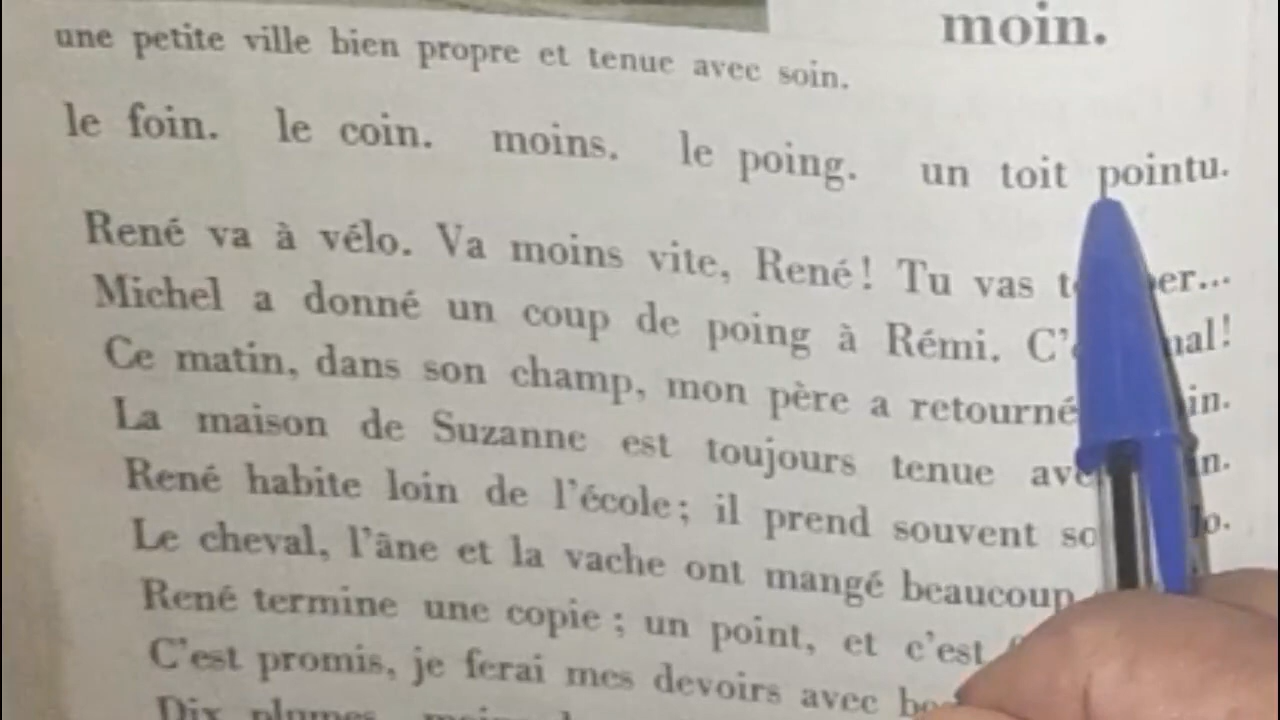 moin.
une petite ville bien propre et tenue avec soin.
le foin. le coin. moins. le poing. un toit pointu.
René va à vélo. Va moins vite, René! Tu vas
Michel a donné un coup de poing à Rémi.
Ce matin, dans son champ, mon père a retourné
La maison de Suzanne est toujours tenue
René habite loin de l'école; il prend souvent
Le cheval, l'âne et la vache ont mangé beaucoup
René termine une copie; un point, et c'est
C'est promis, je ferai mes devoirs avec
Dix plumes